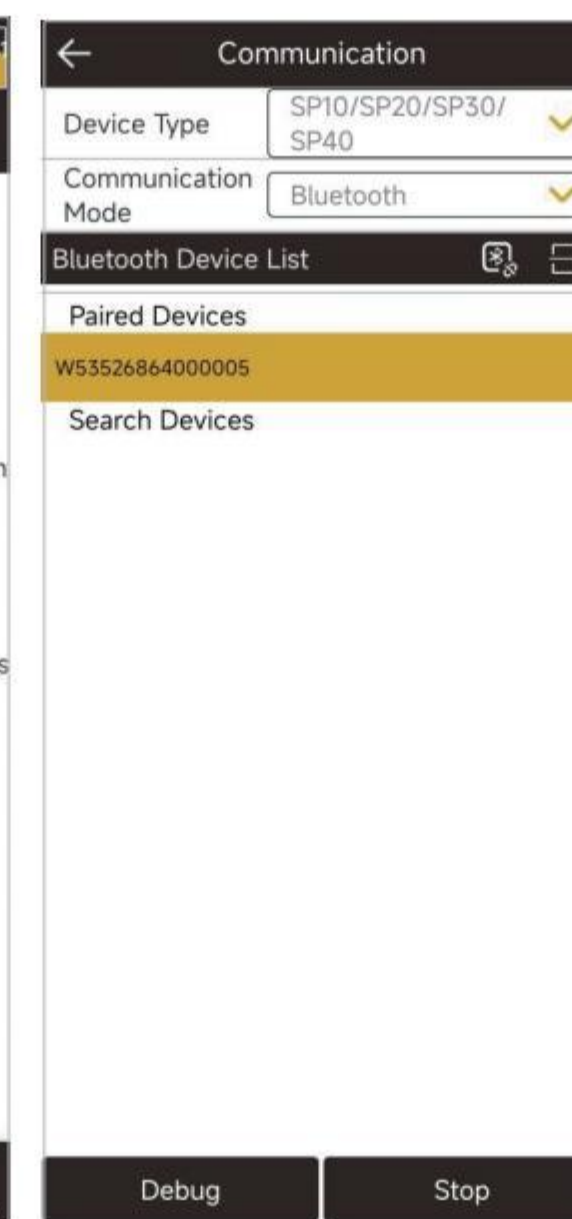 Communication
Device Type
SP10/SP20/SP30/
SP40
Communication
Mode
Bluetooth
Bluetooth Device List
Paired Devices
W53526864000005
Search Devices
Debug
Stop